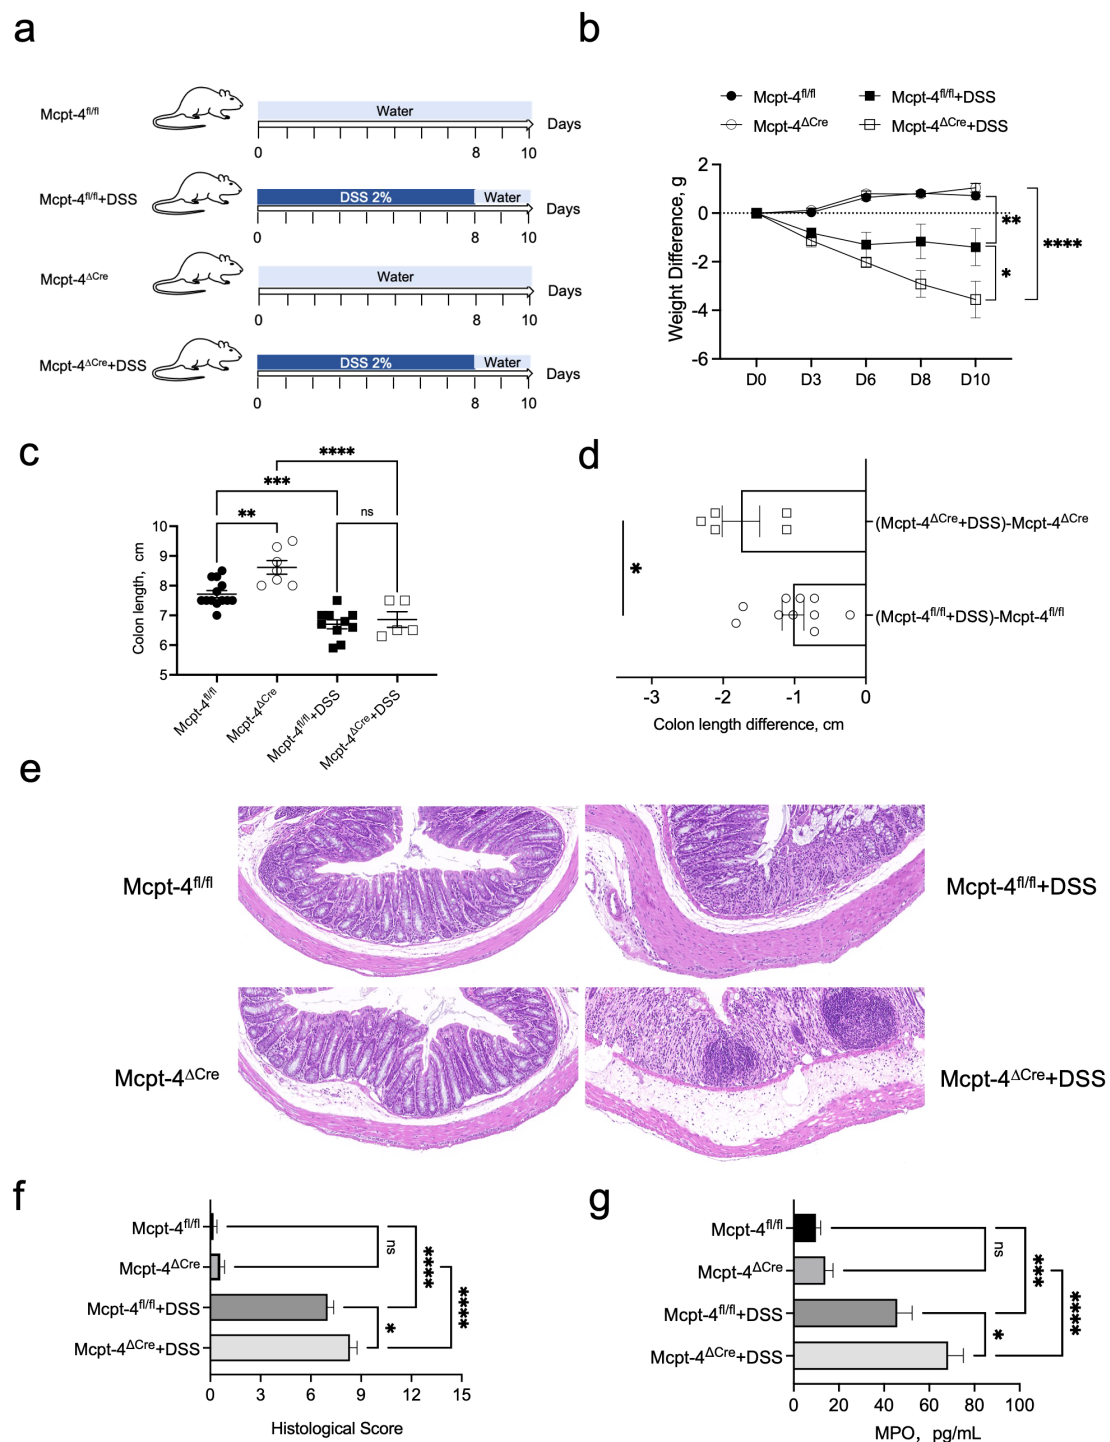 a
Mcpt-4fl/fl
Water
Days
0 8 10
Mcpt-4fl/fl+DSS
DSS 2% Water
Days
0 8 10
Mcpt-4ΔCre
Water
Days
0 8 10
Mcpt-4ΔCre+DSS
DSS 2% Water
Days
0 8 10
b
Mcpt-4fl/fl
Mcpt-4fl/fl+DSS
Mcpt-4ΔCre
Mcpt-4ΔCre+DSS
Weight Difference, g
2
0
-2
-4
-6
D0 D3 D6 D8 D10
**
*
****
c
****
***
**
ns
Colon length, cm
10
9
8
7
6
5
Mcpt-4fl/fl
Mcpt-4ΔCre
Mcpt-4fl/fl+DSS
Mcpt-4ΔCre+DSS
d
(Mcpt-4ΔCre+DSS)-Mcpt-4ΔCre
*
(Mcpt-4fl/fl+DSS)-Mcpt-4fl/fl
-3 -2 -1 0
Colon length difference, cm
e
Mcpt-4fl/fl
Mcpt-4fl/fl+DSS
Mcpt-4ΔCre
Mcpt-4ΔCre+DSS
f
Mcpt-4fl/fl
Mcpt-4ΔCre
Mcpt-4fl/fl+DSS
Mcpt-4ΔCre+DSS
ns
*
****
****
0 3 6 9 12 15
Histological Score
g
Mcpt-4fl/fl
Mcpt-4ΔCre
Mcpt-4fl/fl+DSS
Mcpt-4ΔCre+DSS
ns
*
***
****
0 20 40 60 80 100
MPO, pg/mL